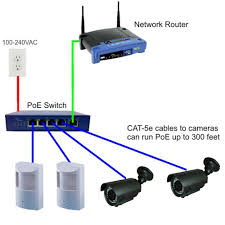 Network Router
100-240VAC
PoE Switch
CAT-5e cables to cameras
can run PoE up to 300 feet